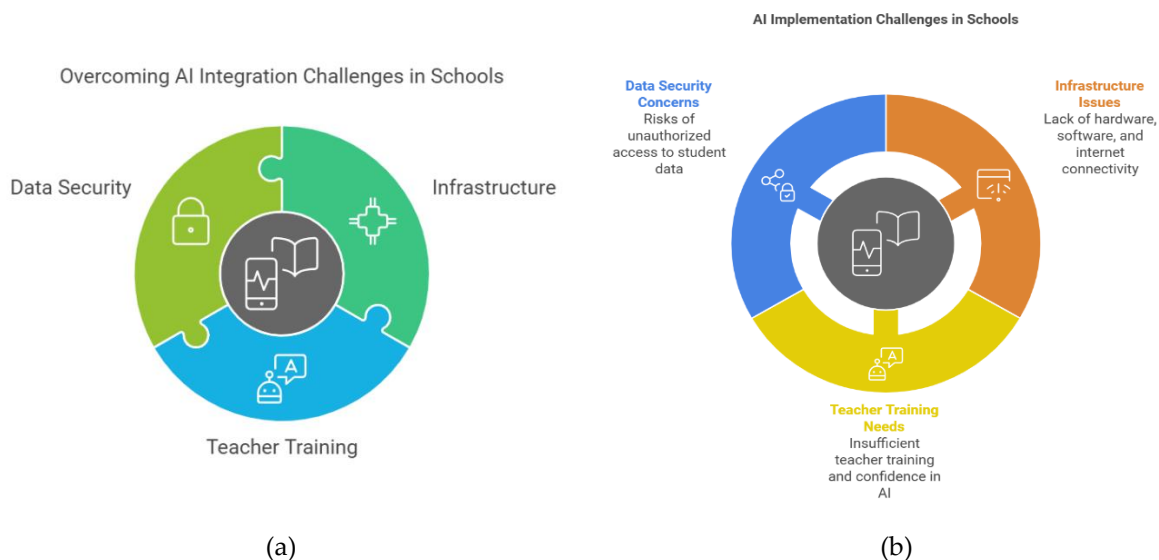 Overcoming AI Integration Challenges in Schools
Data Security
Infrastructure
Teacher Training
A
(a)
AI Implementation Challenges in Schools
Data Security
Concerns
Risks of
unauthorized
access to student
data
Infrastructure
Issues
Lack of hardware,
software, and
internet
connectivity
A
Teacher Training
Needs
Insufficient
teacher training
and confidence in
AI
(b)